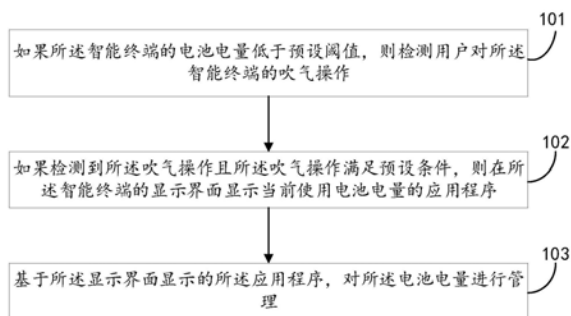 101
如果所述智能终端的电池电量低于预设阈值，则检测用户对所述
智能终端的吹气操作
102
如果检测到所述吹气操作且所述吹气操作满足预设条件，则在所
述智能终端的显示界面显示当前使用电池电量的应用程序
103
基于所述显示界面显示的所述应用程序，对所述电池电量进行管
理